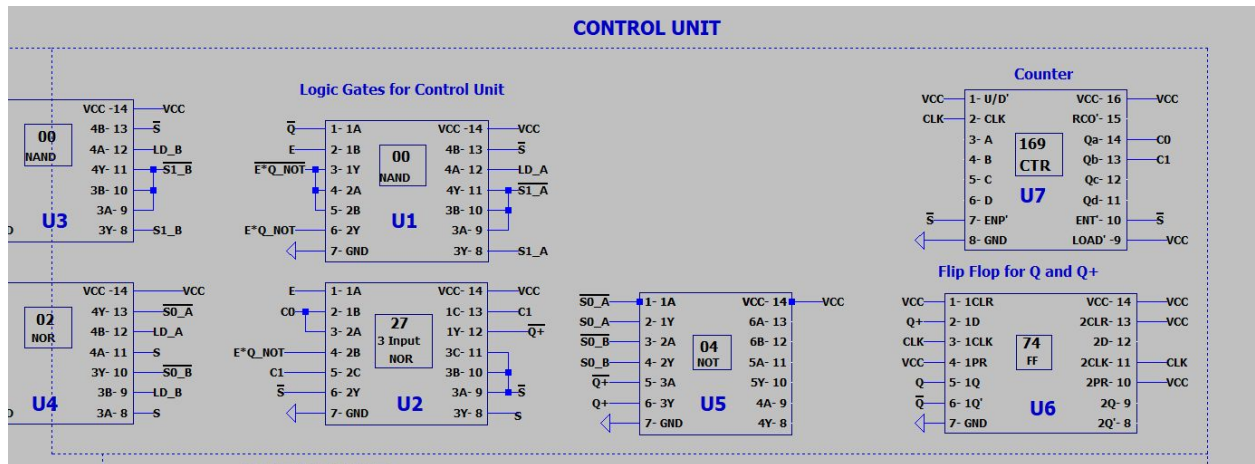 CONTROL UNIT
Logic Gates for Control Unit
Counter
VCC -14 VCC
4B- 13 S̅
4A- 12 LD_B
4Y- 11 S̅1̅_̅B̅
3B- 10
3A- 9
3Y- 8 S1_B
00
NAND
U3
Q̅ 1- 1A VCC -14 VCC
E 2- 1B 4B- 13 S̅
E̅*̅Q̅_̅N̅O̅T̅ 3- 1Y 4A- 12 LD_A
4- 2A 4Y- 11 S̅1̅_̅A̅
5- 2B 3B- 10
E*Q_NOT 6- 2Y 3A- 9
7- GND 3Y- 8 S1_A
00
NAND
U1
VCC 1- U/D' VCC- 16 VCC
CLK 2- CLK RCO'- 15
3- A Qa- 14 C0
4- B Qb- 13 C1
5- C Qc- 12
6- D Qd- 11
S̅ 7- ENP' ENT'- 10 S̅
8- GND LOAD' -9 VCC
169
CTR
U7
Flip Flop for Q and Q+
VCC -14 VCC
4Y- 13 S̅0̅_̅A̅
4B- 12 LD_A
4A- 11 S
3Y- 10 S̅0̅_̅B̅
3B- 9 LD_B
3A- 8 S
02
NOR
U4
E 1- 1A VCC- 14 VCC
C0 2- 1B 1C- 13 C1
3- 2A 1Y- 12 Q̅+̅
E*Q_NOT 4- 2B 3C- 11
C1 5- 2C 3B- 10
S̅ 6- 2Y 3A- 9 S̅
7- GND 3Y- 8 S
27
3 Input
NOR
U2
S̅0̅_̅A̅ 1- 1A VCC- 14 VCC
S0_A 2- 1Y 6A- 13
S̅0̅_̅B̅ 3- 2A 6B- 12
S0_B 4- 2Y 5A- 11
Q̅+̅ 5- 3A 5Y- 10
Q+ 6- 3Y 4A- 9
7- GND 4Y- 8
04
NOT
U5
VCC 1- 1CLR VCC- 14 VCC
Q+ 2- 1D 2CLR- 13 VCC
CLK 3- 1CLK 2D- 12
VCC 4- 1PR 2CLK- 11 CLK
Q 5- 1Q 2PR- 10 VCC
Q̅ 6- 1Q' 2Q- 9
7- GND 2Q'- 8
74
FF
U6